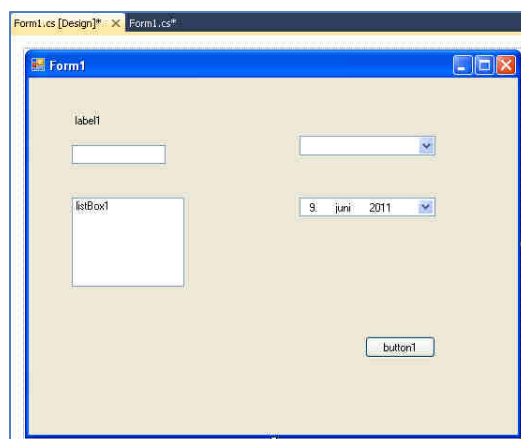 Form1.cs [Design]* Form1.cs*
Form1
label1
listBox1
9. juni 2011
button1